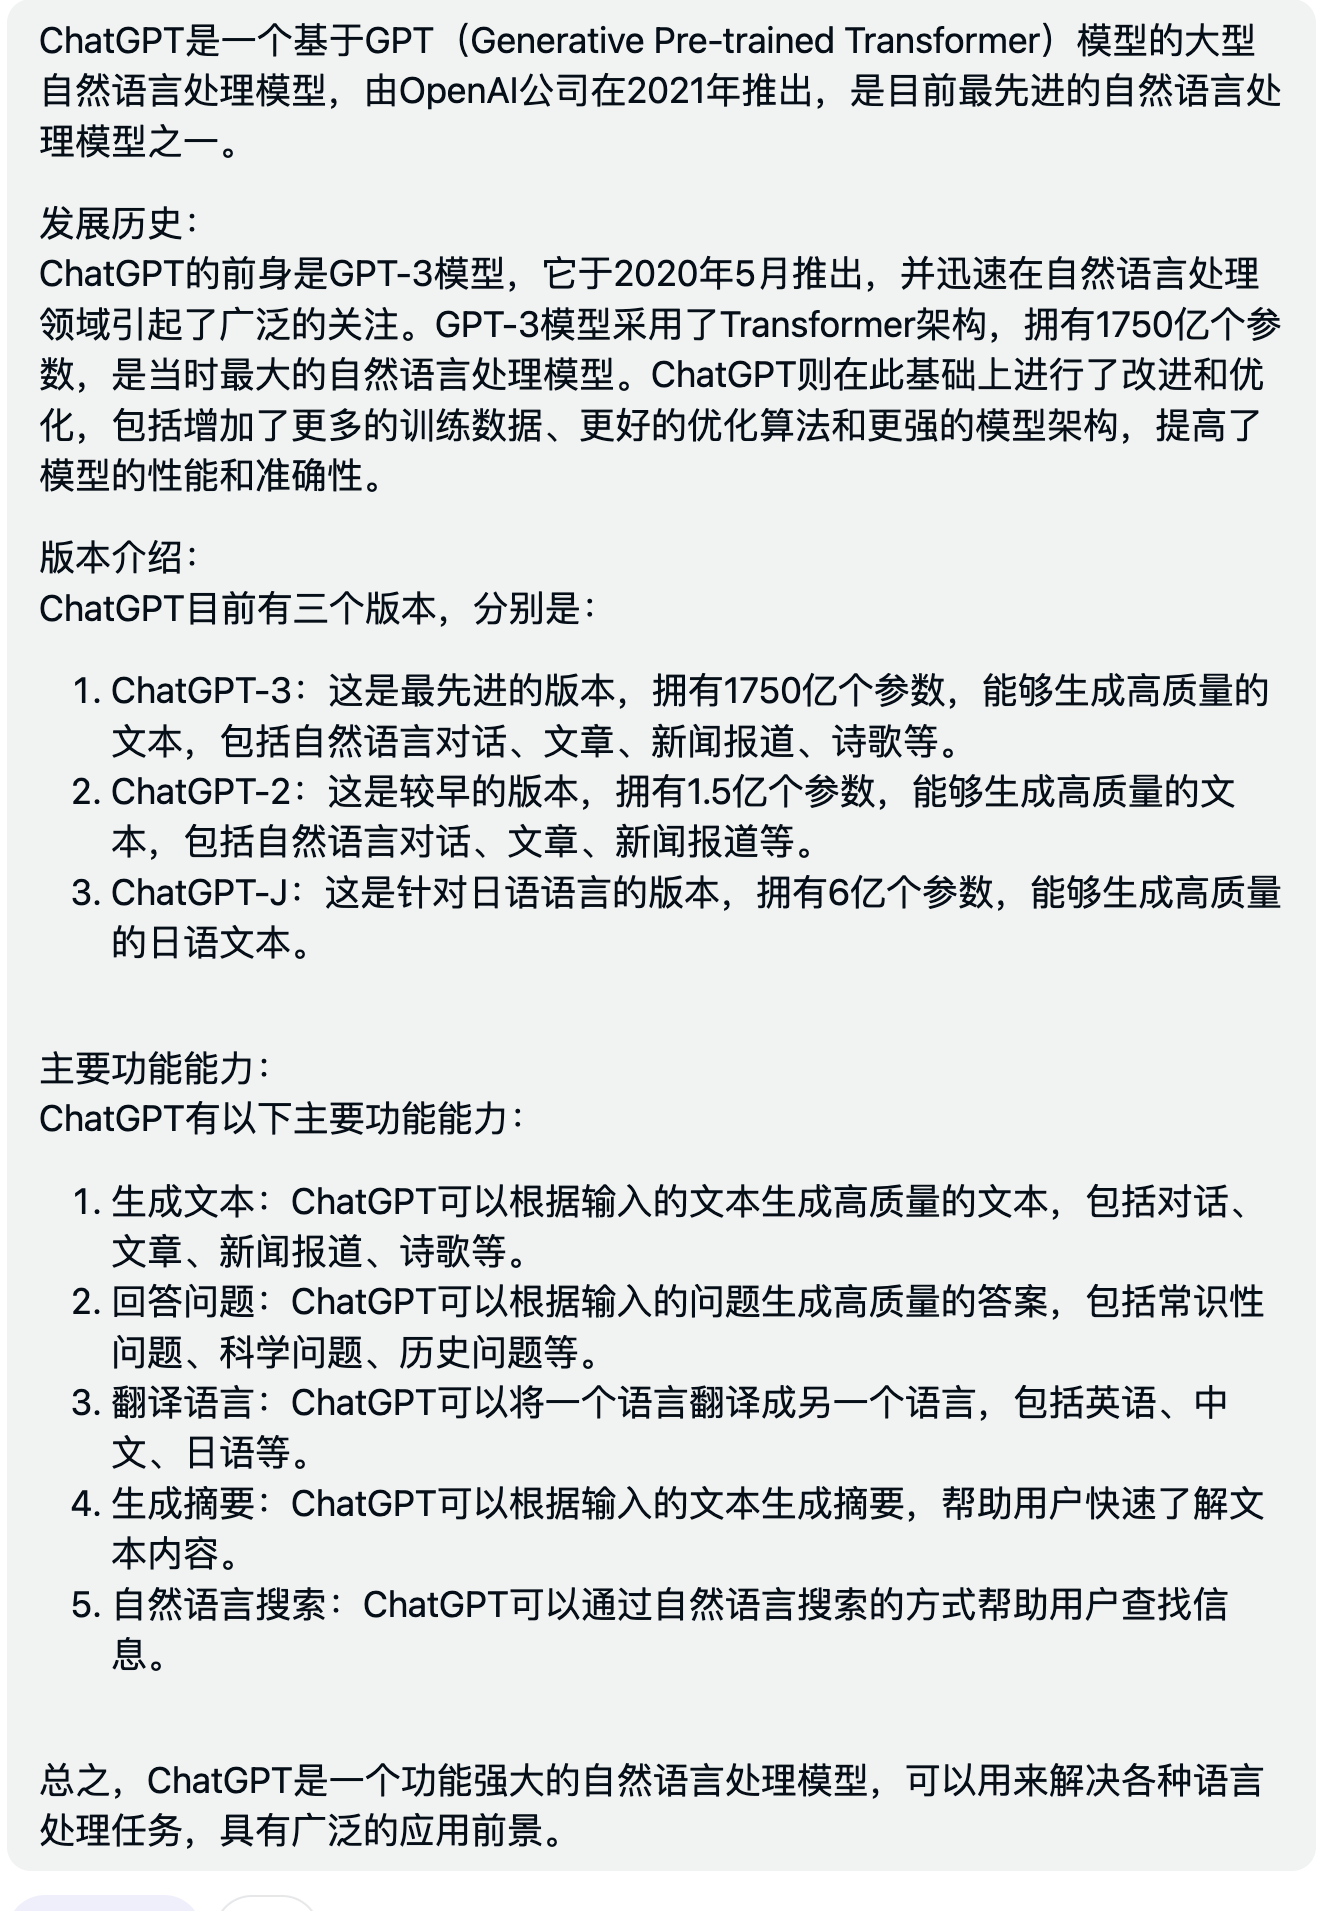 ChatGPT是一个基于GPT（Generative Pre-trained Transformer）模型的大型
自然语言处理模型，由OpenAI公司在2021年推出，是目前最先进的自然语言处
理模型之一。
发展历史：
ChatGPT的前身是GPT-3模型，它于2020年5月推出，并迅速在自然语言处理
领域引起了广泛的关注。GPT-3模型采用了Transformer架构，拥有1750亿个参
数，是当时最大的自然语言处理模型。ChatGPT则在此基础上进行了改进和优
化，包括增加了更多的训练数据、更好的优化算法和更强的模型架构，提高了
模型的性能和准确性。
版本介绍：
ChatGPT目前有三个版本，分别是：
1. ChatGPT-3：这是最先进的版本，拥有1750亿个参数，能够生成高质量的
文本，包括自然语言对话、文章、新闻报道、诗歌等。
2. ChatGPT-2：这是较早的版本，拥有1.5亿个参数，能够生成高质量的文
本，包括自然语言对话、文章、新闻报道等。
3. ChatGPT-J：这是针对日语语言的版本，拥有6亿个参数，能够生成高质量
的日语文本。
主要功能能力：
ChatGPT有以下主要功能能力：
1. 生成文本：ChatGPT可以根据输入的文本生成高质量的文本，包括对话、
文章、新闻报道、诗歌等。
2. 回答问题：ChatGPT可以根据输入的问题生成高质量的答案，包括常识性
问题、科学问题、历史问题等。
3. 翻译语言：ChatGPT可以将一个语言翻译成另一个语言，包括英语、中
文、日语等。
4. 生成摘要：ChatGPT可以根据输入的文本生成摘要，帮助用户快速了解文
本内容。
5. 自然语言搜索：ChatGPT可以通过自然语言搜索的方式帮助用户查找信
息。
总之，ChatGPT是一个功能强大的自然语言处理模型，可以用来解决各种语言
处理任务，具有广泛的应用前景。